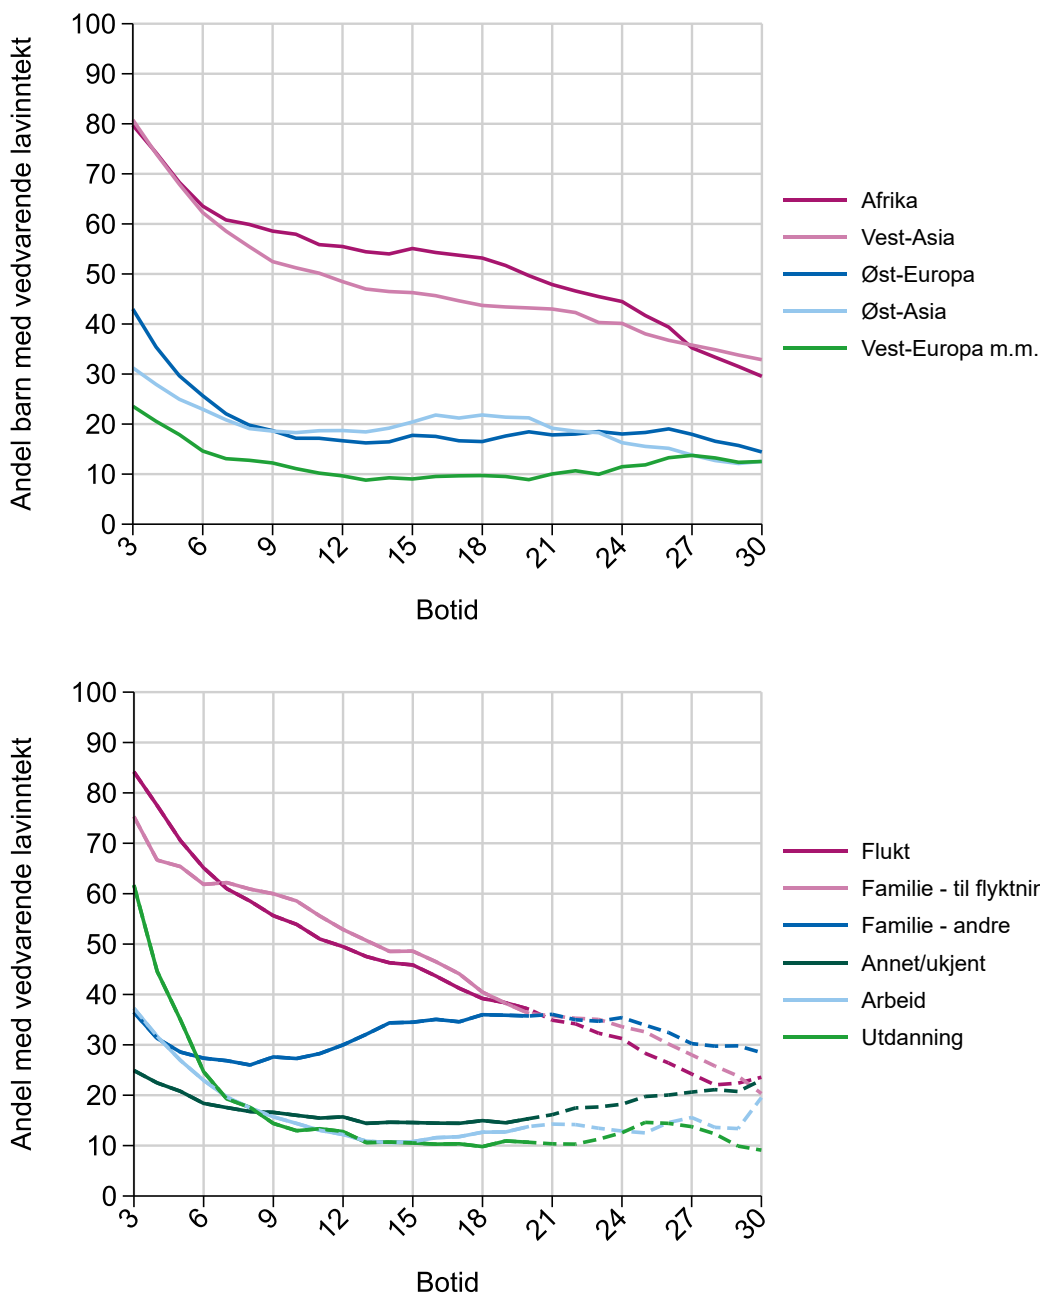 Andel barn med vedvarende lavinntekt
100
90
80
70
60
50
40
30
20
10
0
3 6 9 12 15 18 21 24 27 30
Botid
Afrika
Vest-Asia
Øst-Europa
Øst-Asia
Vest-Europa m.m.
Andel med vedvarende lavinntekt
100
90
80
70
60
50
40
30
20
10
0
3 6 9 12 15 18 21 24 27 30
Botid
Flukt
Familie - til
Familie - andre
Annet/ukjent
Arbeid
Utdanning